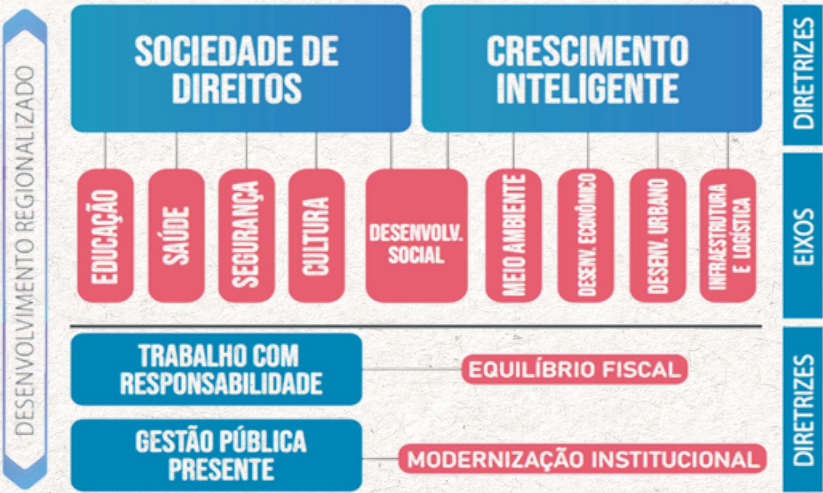 DESENVOLVIMENTO REGIONALIZADO
SOCIEDADE DE
DIREITOS
CRESCIMENTO
INTELIGENTE
DIRETRIZES
EDUCAÇÃO
SAÚDE
SEGURANÇA
CULTURA
DESENVOLV.
SOCIAL
MEIO AMBIENTE
DESENV. ECONÔMICO
DESENV. URBANO
INFRAESTRUTURA
E LOGÍSTICA
EIXOS
TRABALHO COM
RESPONSABILIDADE
EQUILÍBRIO FISCAL
GESTÃO PÚBLICA
PRESENTE
MODERNIZAÇÃO INSTITUCIONAL
DIRETRIZES